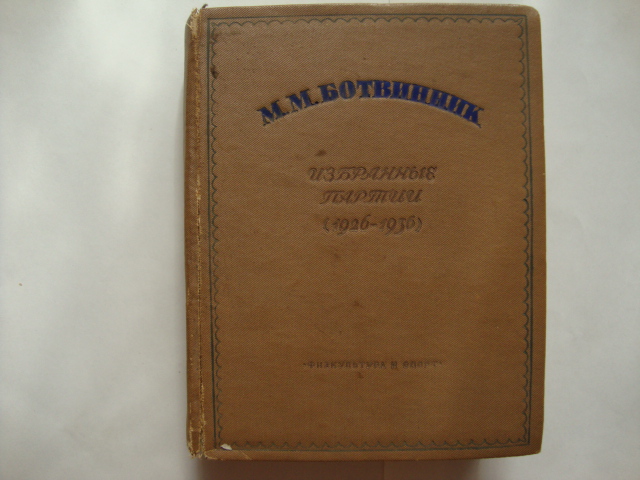 М. М. БОТВИННИК
ИЗБРАННЫЕ
ПАРТИИ
(1926-1936)
"ФИЗКУЛЬТУРА И СПОРТ"